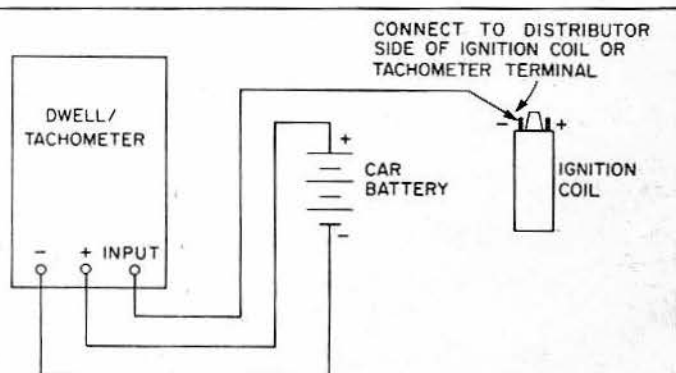 CONNECT TO DISTRIBUTOR
SIDE OF IGNITION COIL OR
TACHOMETER TERMINAL
DWELL/
TACHOMETER
- +
+
CAR
BATTERY
-
IGNITION
COIL
- + INPUT